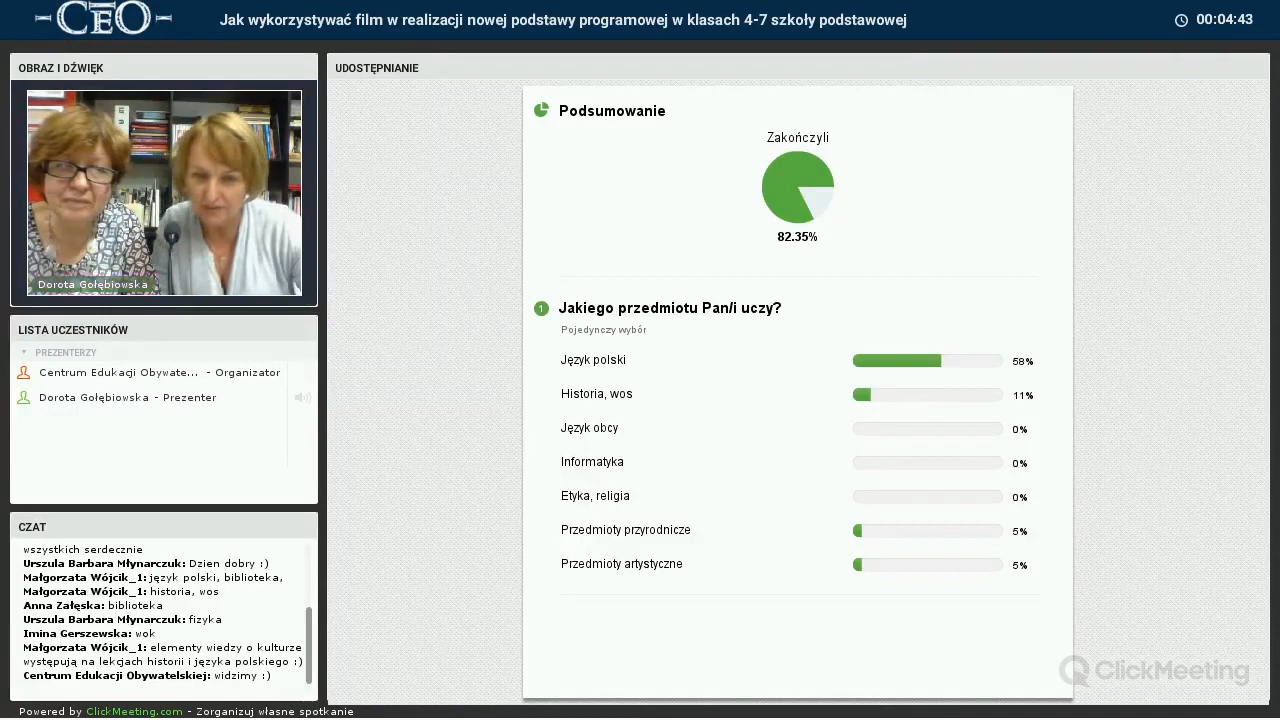 CEO
Jak wykorzystywać film w realizacji nowej podstawy programowej w klasach 4-7 szkoły podstawowej
00:04:43
OBRAZ I DŹWIĘK
Dorota Gołębiowska
LISTA UCZESTNIKÓW
PREZENTERZY
Centrum Edukacji Obywate... - Organizator
Dorota Gołębiowska - Prezenter
CZAT
wszystkich serdecznie
Urszula Barbara Młynarczuk: Dzien dobry :)
Małgorzata Wójcik_1: język polski, biblioteka,
Małgorzata Wójcik_1: historia, wos
Anna Załęska: biblioteka
Urszula Barbara Młynarczuk: fizyka
Imina Gerszewska: wok
Małgorzata Wójcik_1: elementy wiedzy o kulturze
występują na lekcjach historii i języka polskiego :)
Centrum Edukacji Obywatelskiej: widzimy :)
UDOSTĘPNIANIE
Podsumowanie
Zakończyli
82.35%
1 Jakiego przedmiotu Pan/i uczy?
Pojedynczy wybór
Język polski 58%
Historia, wos 11%
Język obcy 0%
Informatyka 0%
Etyka, religia 0%
Przedmioty przyrodnicze 5%
Przedmioty artystyczne 5%
ClickMeeting
Powered by ClickMeeting.com - Zorganizuj własne spotkanie